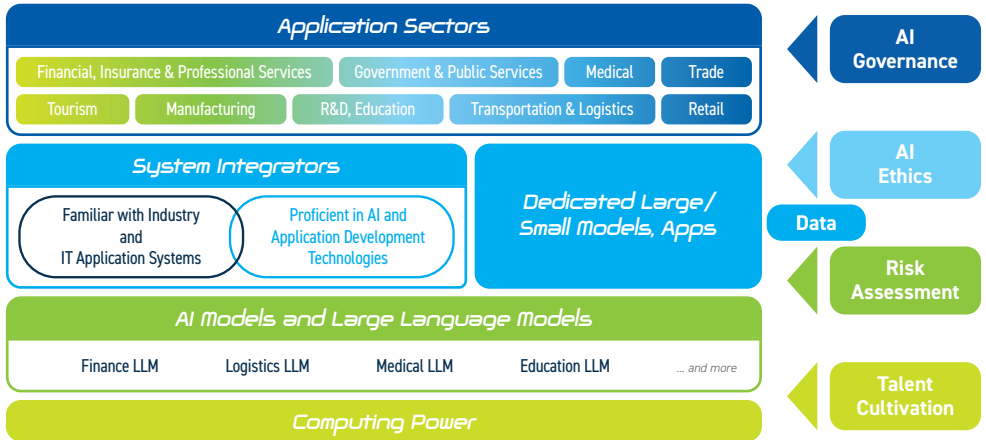 Application Sectors
Financial, Insurance & Professional Services
Government & Public Services
Medical
Trade
Tourism
Manufacturing
R&D, Education
Transportation & Logistics
Retail
System Integrators
Familiar with Industry
and
IT Application Systems
Proficient in AI and
Application Development
Technologies
Dedicated Large/
Small Models, Apps
AI Models and Large Language Models
Finance LLM
Logistics LLM
Medical LLM
Education LLM
... and more
Computing Power
AI
Governance
AI
Ethics
Data
Risk
Assessment
Talent
Cultivation